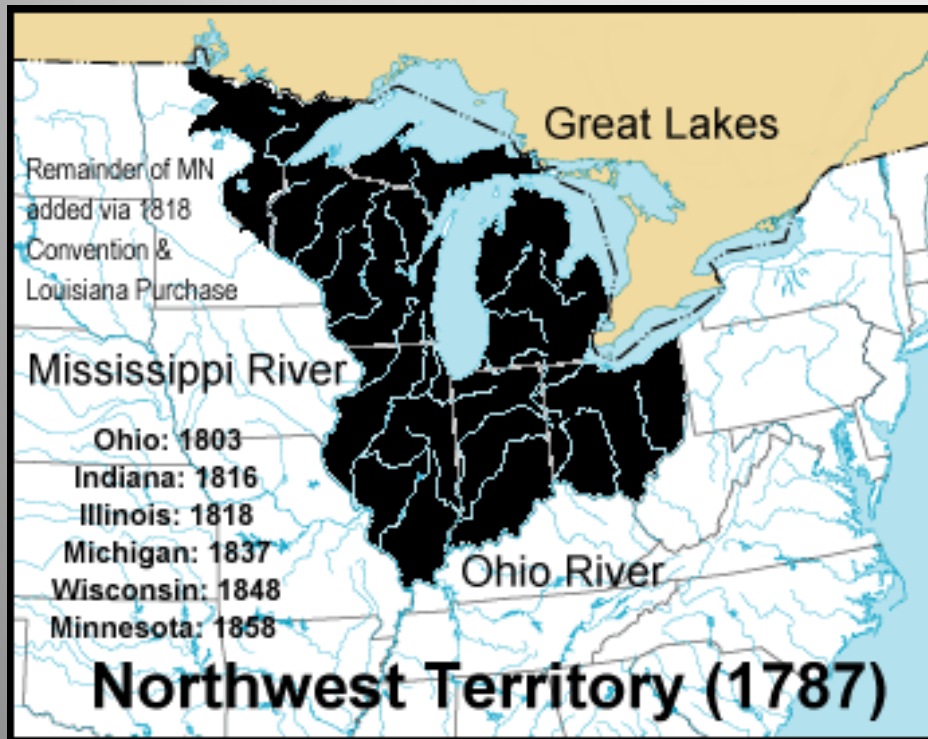 Great Lakes
Remainder of MN
added via 1818
Convention &
Louisiana Purchase
Mississippi River
Ohio: 1803
Indiana: 1816
Illinois: 1818
Michigan: 1837
Wisconsin: 1848
Minnesota: 1858
Ohio River
Northwest Territory (1787)